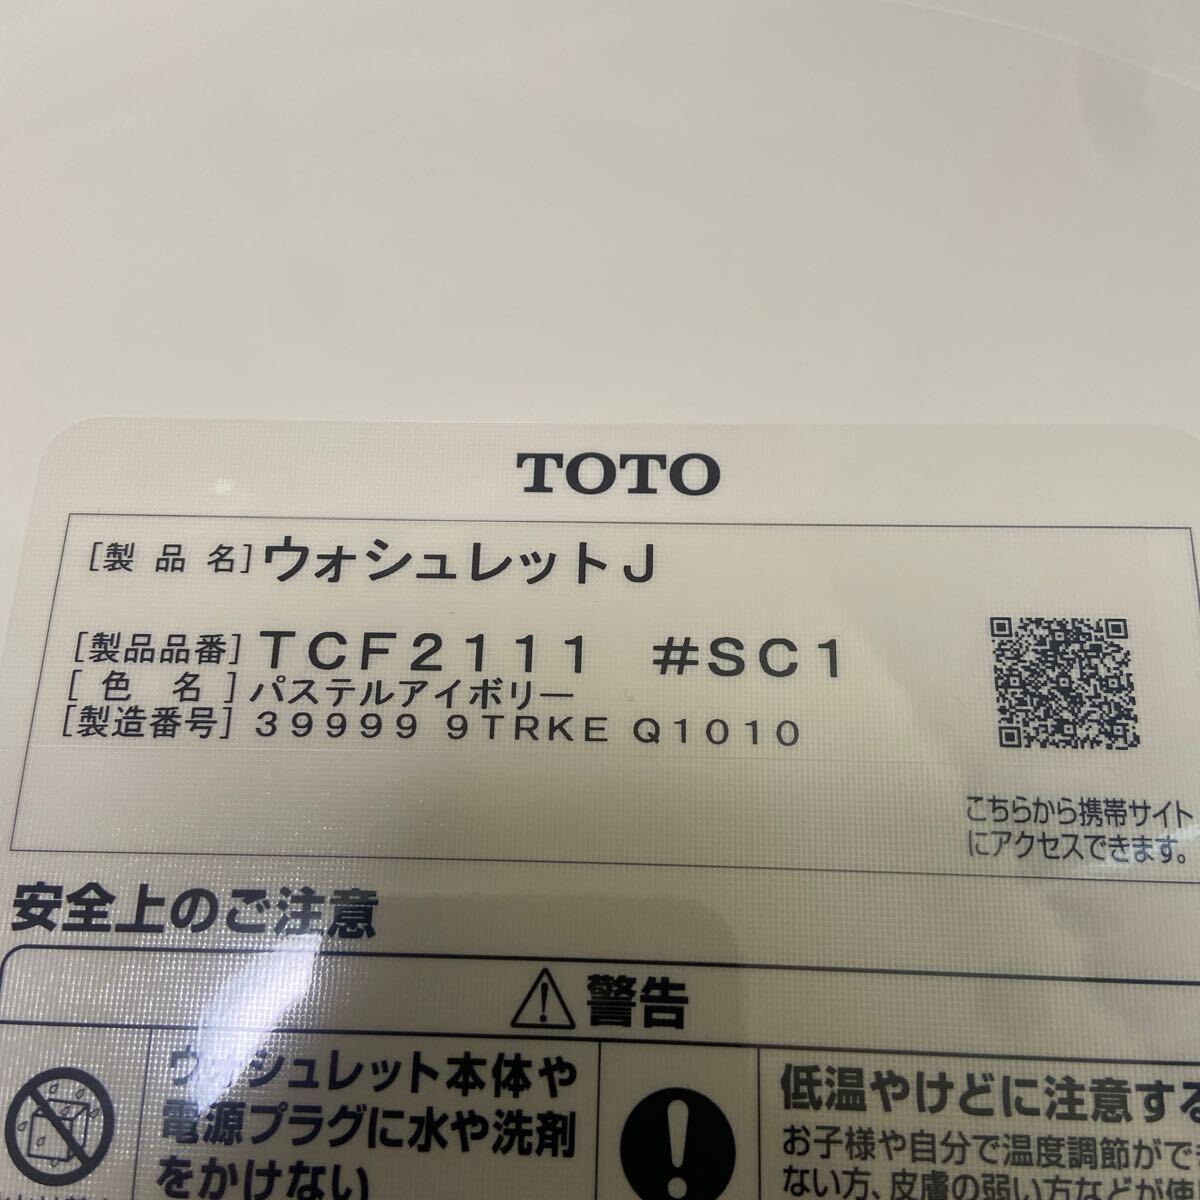 TOTO
[製品名]ウォシュレットJ
[製品品番]TCF2111 #SC1
[色名]パステルアイボリー
[製造番号]39999 9TRKE Q1010
こちらから携帯サイト
にアクセスできます。
安全上のご注意
警告
ウォシュレット本体や
電源プラグに水や洗剤
をかけない
低温やけどに注意する
お子様や自分で温度調節ができ
ない方、皮膚の弱い方などが使